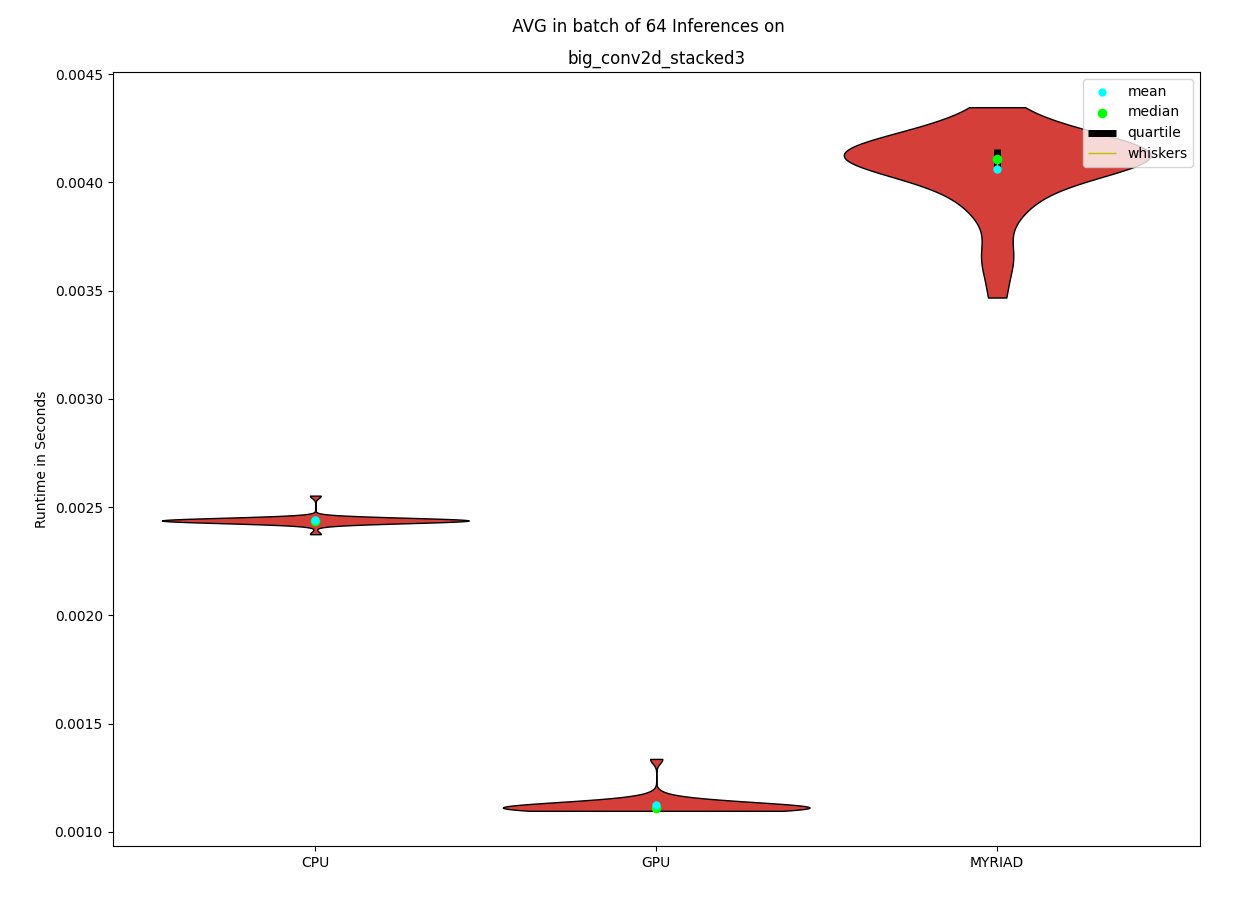 AVG in batch of 64 Inferences on
big_conv2d_stacked3
0.0045
0.0040
0.0035
0.0030
0.0025
0.0020
0.0015
0.0010
Runtime in Seconds
mean
median
quartile
whiskers
CPU
GPU
MYRIAD